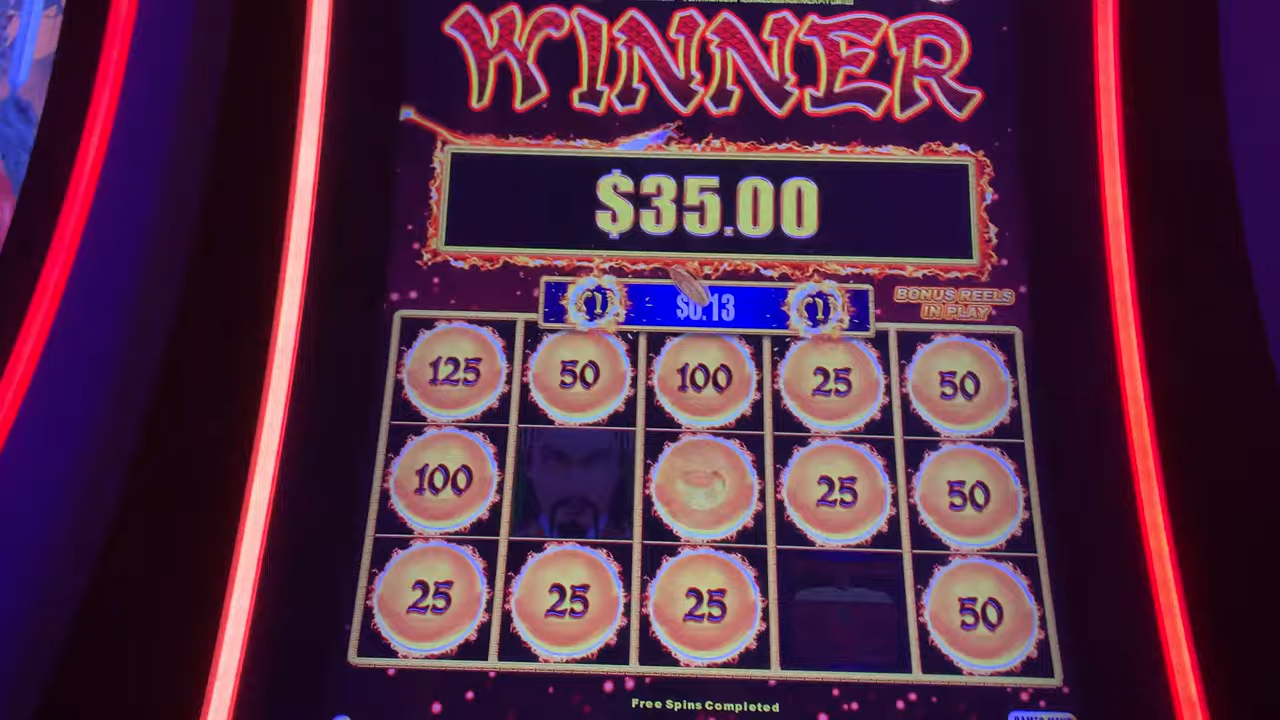 WINNER
$35.00
$0.13
BONUS REELS
IN PLAY
125 50 100 25 50
100 25 50
25 25 25 50
Free Spins Completed